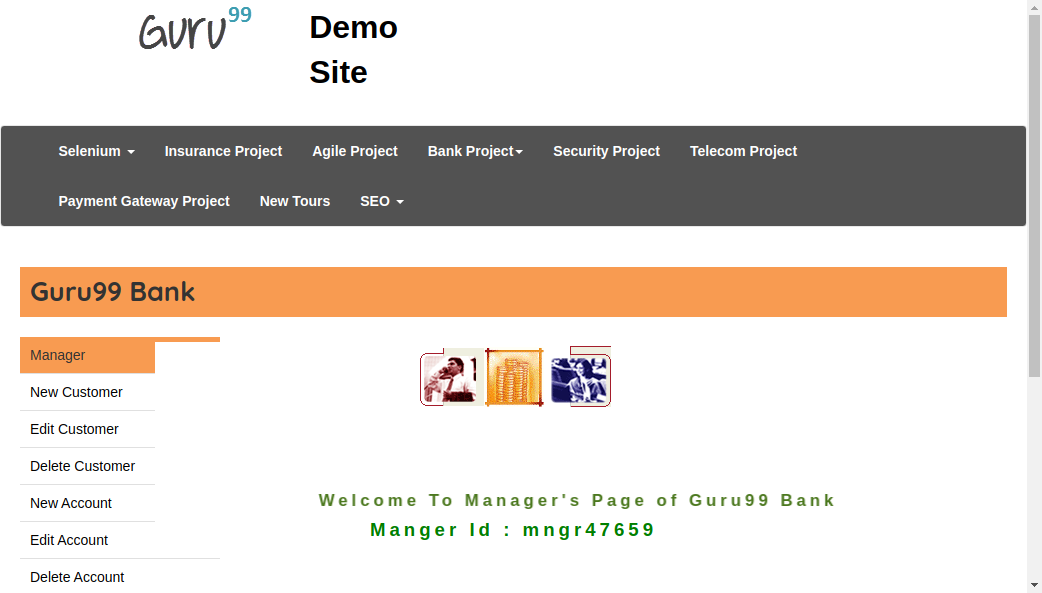 Guru99
Demo
Site
Selenium
Insurance Project
Agile Project
Bank Project
Security Project
Telecom Project
Payment Gateway Project
New Tours
SEO
Guru99 Bank
Manager
New Customer
Edit Customer
Delete Customer
New Account
Edit Account
Delete Account
Welcome To Manager's Page of Guru99 Bank
Manger Id : mngr47659